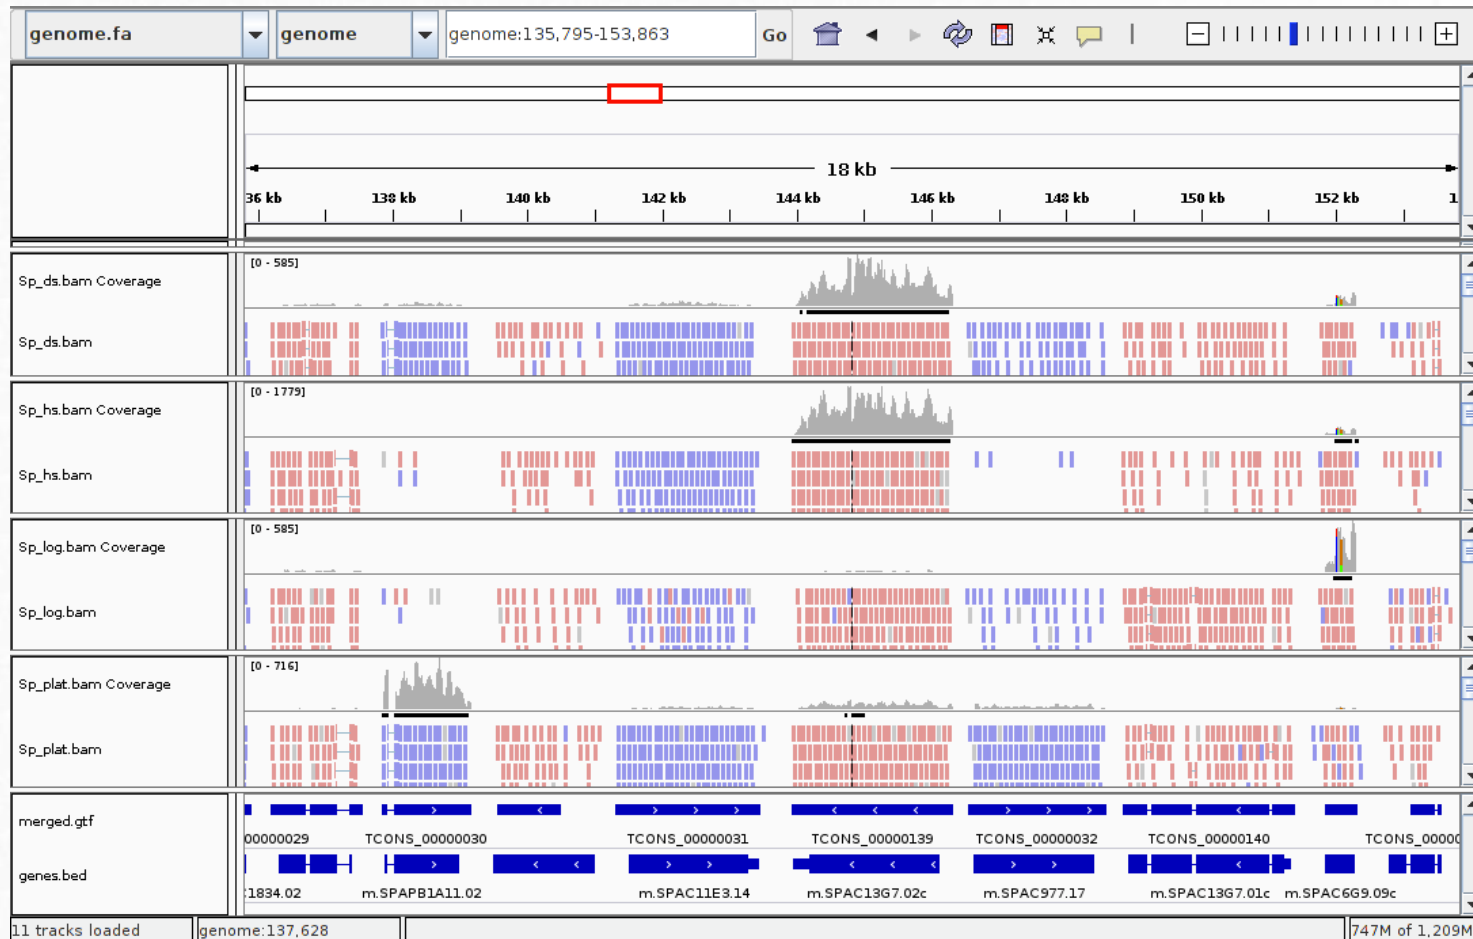 genome.fa genome genome:135,795-153,863 Go
18 kb
36 kb 138 kb 140 kb 142 kb 144 kb 146 kb 148 kb 150 kb 152 kb 1
[0 - 585]
Sp_ds.bam Coverage
Sp_ds.bam
[0 - 1779]
Sp_hs.bam Coverage
Sp_hs.bam
[0 - 585]
Sp_log.bam Coverage
Sp_log.bam
[0 - 716]
Sp_plat.bam Coverage
Sp_plat.bam
merged.gtf
00000029 TCONS_00000030 TCONS_00000031 TCONS_00000139 TCONS_00000032 TCONS_00000140 TCONS_0000
genes.bed
:1834.02 m.SPAPB1A11.02 m.SPAC11E3.14 m.SPAC13G7.02c m.SPAC977.17 m.SPAC13G7.01c m.SPAC6G9.09c
11 tracks loaded genome:137,628 747M of 1,209M